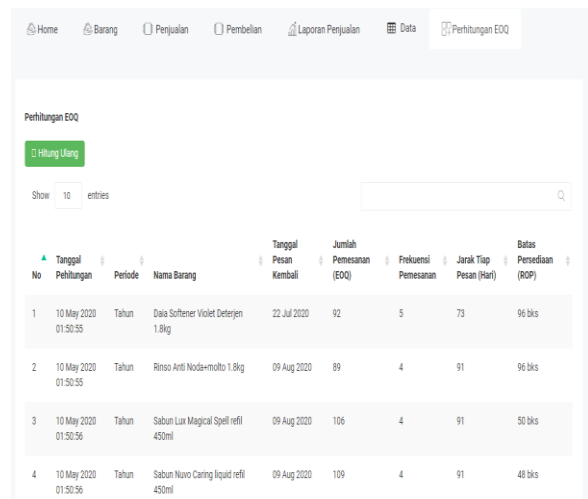 Home Barang Penjualan Pembelian Laporan Penjualan Data Perhitungan EOQ
Perhitungan EOQ
Hitung Ulang
Show 10 entries
No Tanggal Pehitungan Periode Nama Barang Tanggal Pesan Kembali Jumlah Pemesanan (EOQ) Frekuensi Pemesanan Jarak Tiap Pesan (Hari) Batas Persediaan (ROP)
1 10 May 2020 01:50:55 Tahun Daia Softener Violet Deterjen 1.8kg 22 Jul 2020 92 5 73 96 bks
2 10 May 2020 01:50:55 Tahun Rinso Anti Noda+molto 1.8kg 09 Aug 2020 89 4 91 96 bks
3 10 May 2020 01:50:56 Tahun Sabun Lux Magical Spell refil 450ml 09 Aug 2020 106 4 91 50 bks
4 10 May 2020 01:50:56 Tahun Sabun Nuvo Caring liquid refil 450ml 09 Aug 2020 109 4 91 48 bks